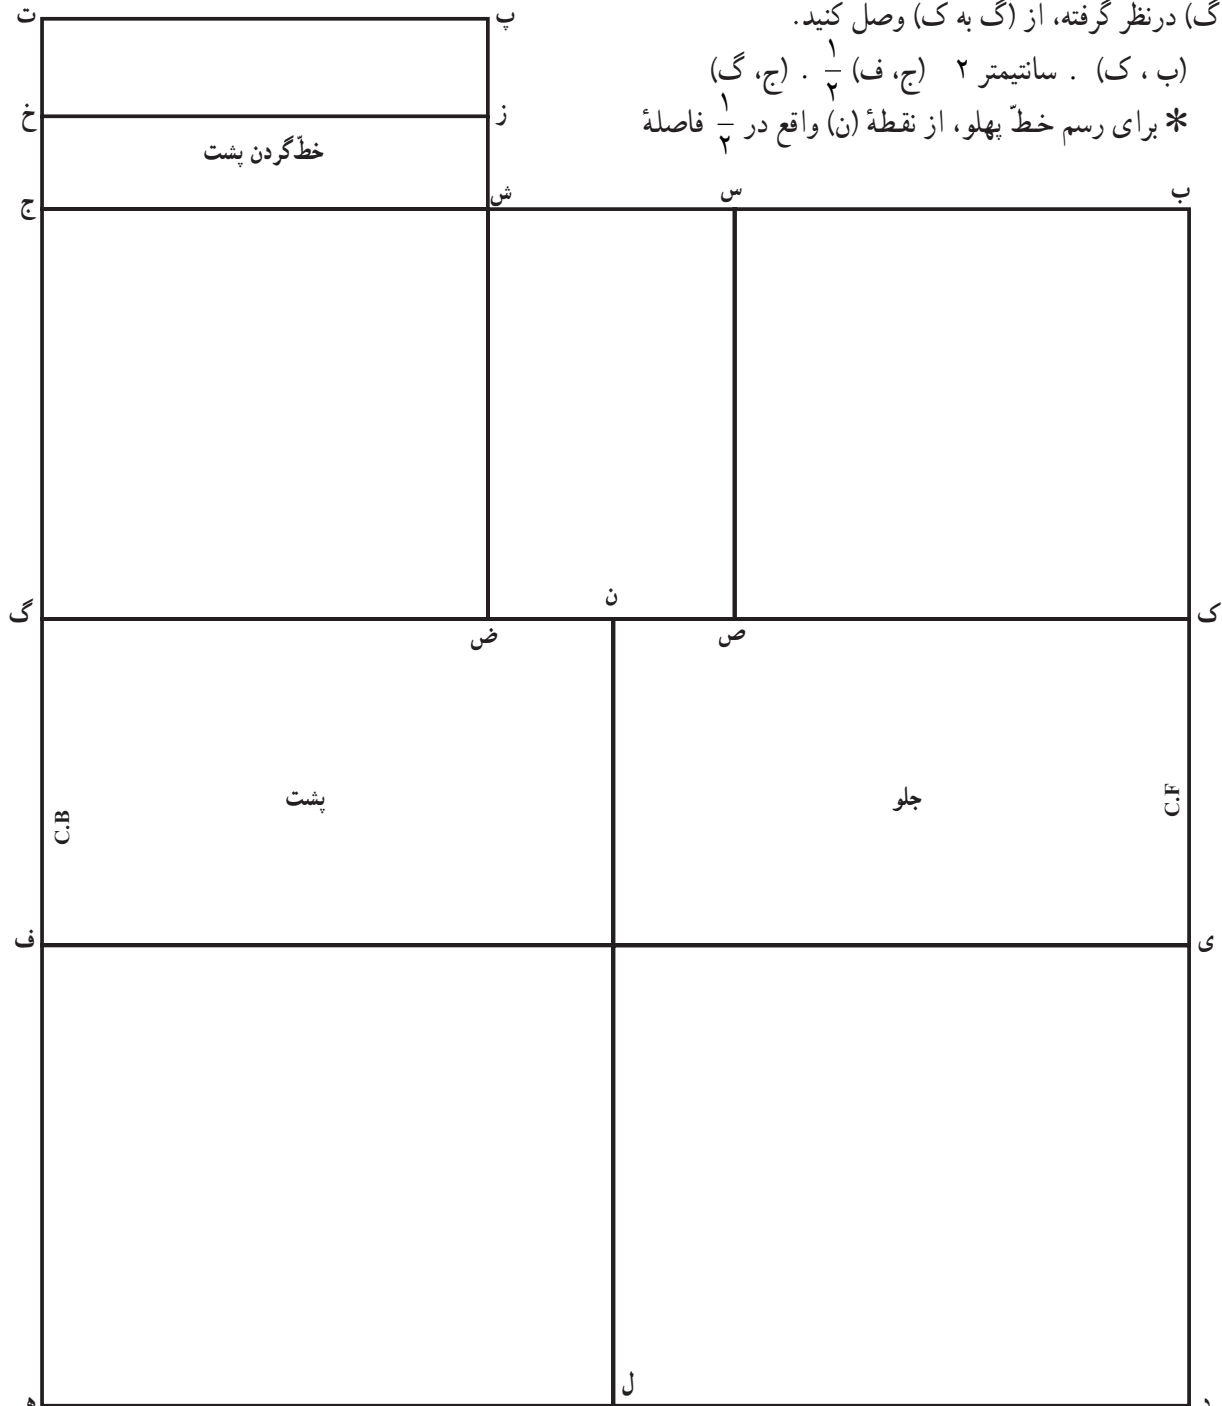 گ) درنظر گرفته، از (گ به ک) وصل کنید.
(ب ، ک) . سانتیمتر ۲ (ج، ف) ۱/۲ . (ج، گ)
* برای رسم خطّ پهلو، از نقطهٔ (ن) واقع در ۱/۲ فاصلهٔ
پ ت
ز خ
خطّ گردن پشت
ب س ش ج
ن
ک گ
ص ض
جلو پشت
C.F C.B
ی ف
ل